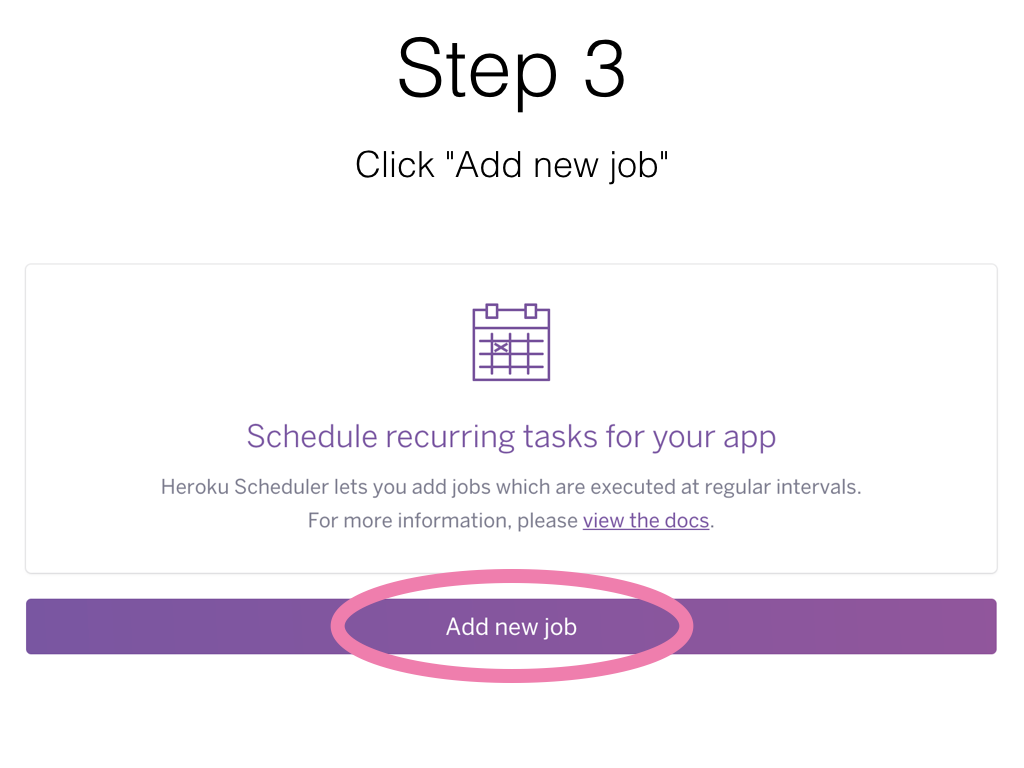 Step 3
Click "Add new job"
Schedule recurring tasks for your app
Heroku Scheduler lets you add jobs which are executed at regular intervals.
For more information, please view the docs.
Add new job